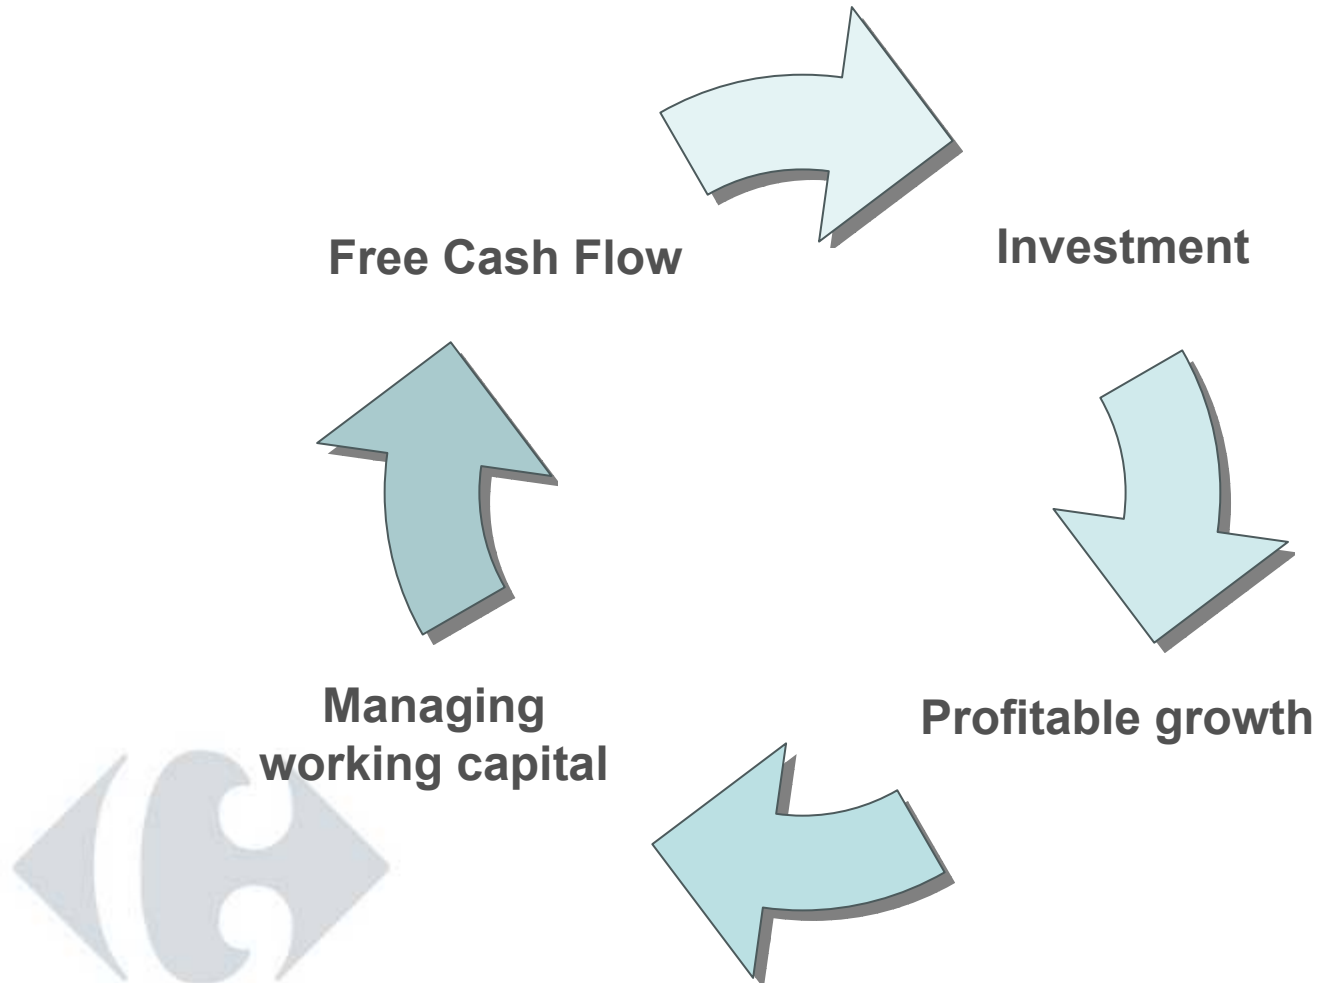 Free Cash Flow
Investment
Managing
working capital
Profitable growth